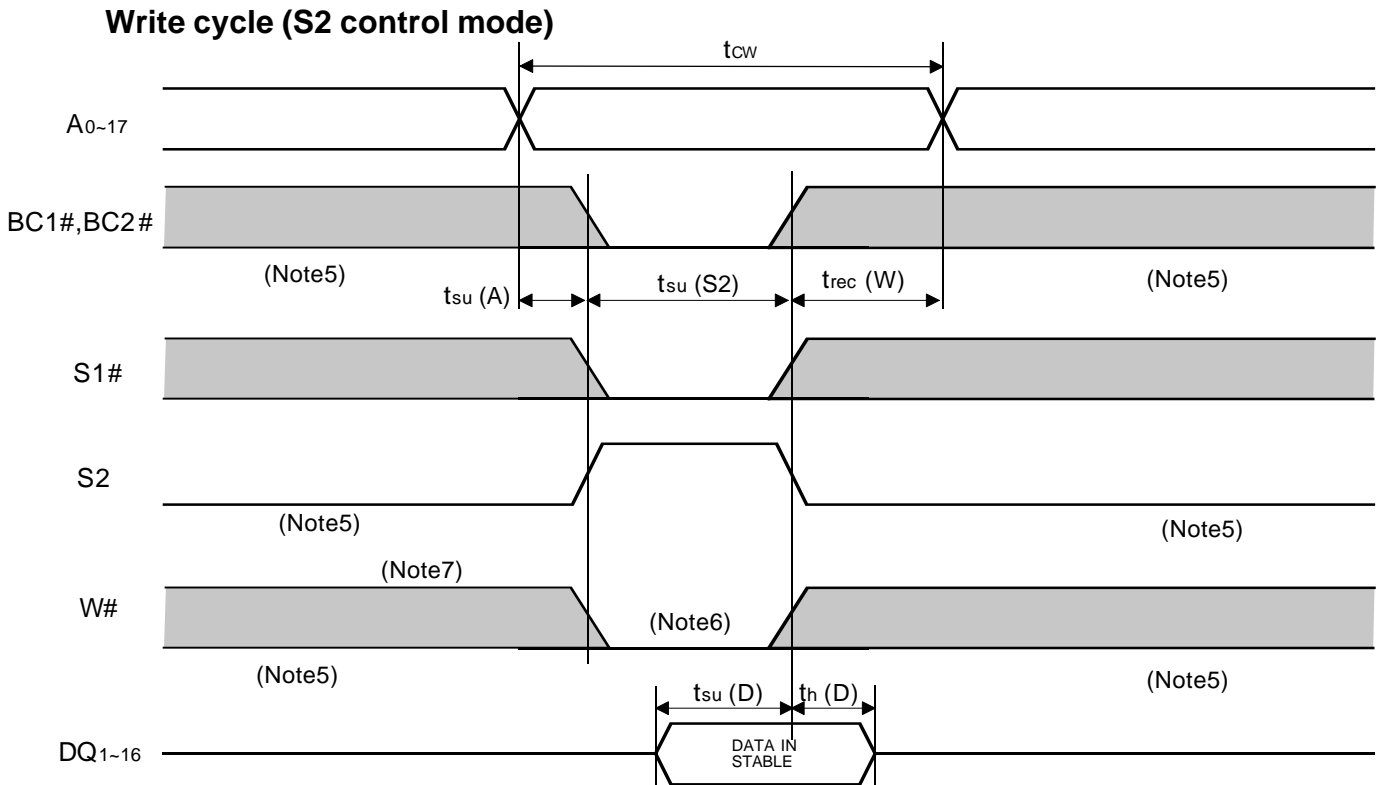 Write cycle (S2 control mode)
tCW
A0~17
BC1#,BC2#
(Note5)
tsu (A)
tsu (S2)
trec (W)
(Note5)
S1#
S2
(Note5)
(Note5)
(Note7)
W#
(Note6)
(Note5)
(Note5)
tsu (D)
th (D)
DQ1~16
DATA IN
STABLE